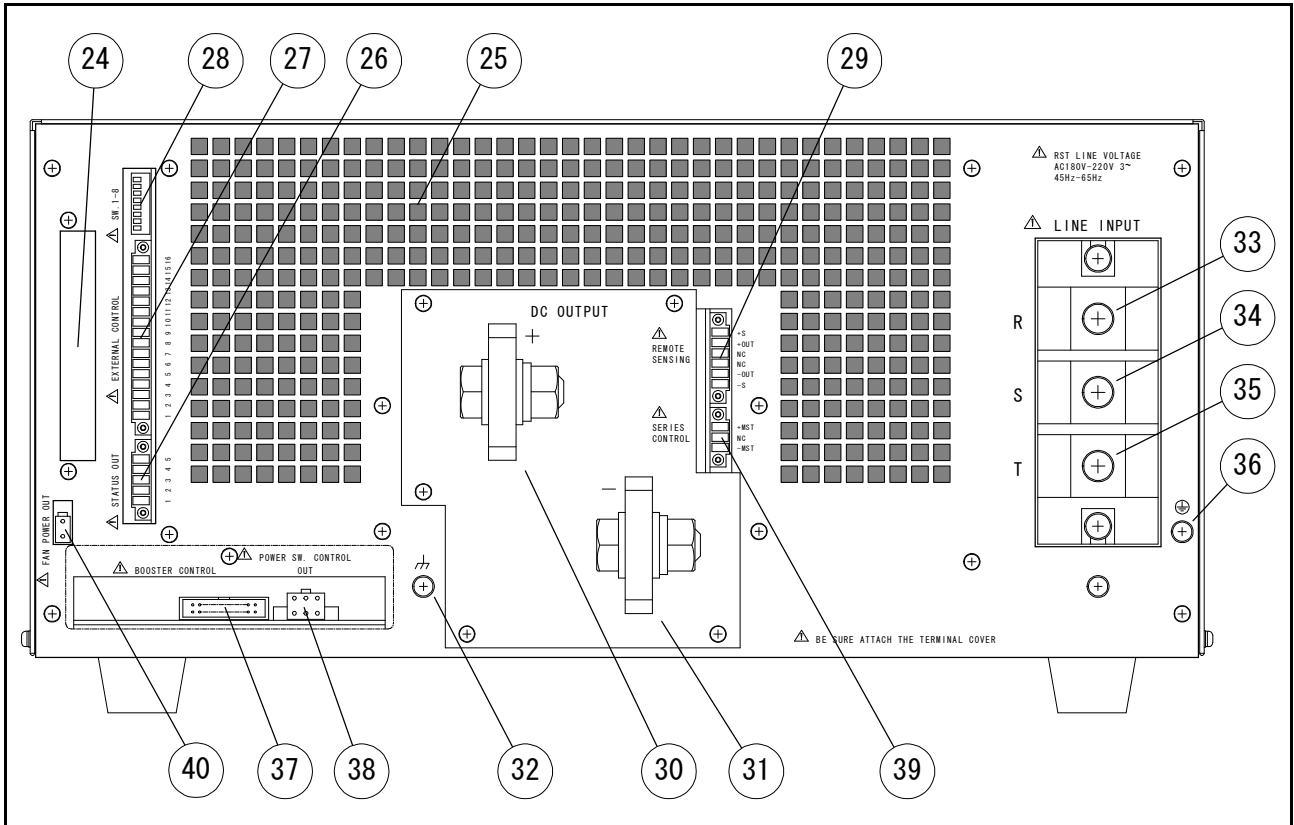 24
28
27
26
25
29
⚠ RST LINE VOLTAGE
AC180V-220V 3~
45Hz-65Hz
⚠ LINE INPUT
33
R
34
S
35
T
36
⚠ SW.1-8
⚠ EXTERNAL CONTROL
1 2 3 4 5 6 7 8 9 10 11 12 13 14 15 16
⚠ STATUS OUT
1 2 3 4 5
⚠ FAN POWER OUT
DC OUTPUT
+
−
⚠ REMOTE
SENSING
+S
+OUT
NC
NC
-OUT
-S
⚠ SERIES
CONTROL
+MST
NC
-MST
⚠ POWER SW. CONTROL
OUT
⚠ BOOSTER CONTROL
⚠ BE SURE ATTACH THE TERMINAL COVER
40
37
38
32
30
31
39